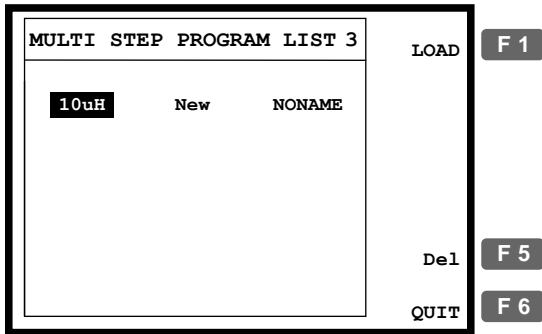 MULTI STEP PROGRAM LIST 3
LOAD F 1
10uH New NONAME
Del F 5
QUIT F 6